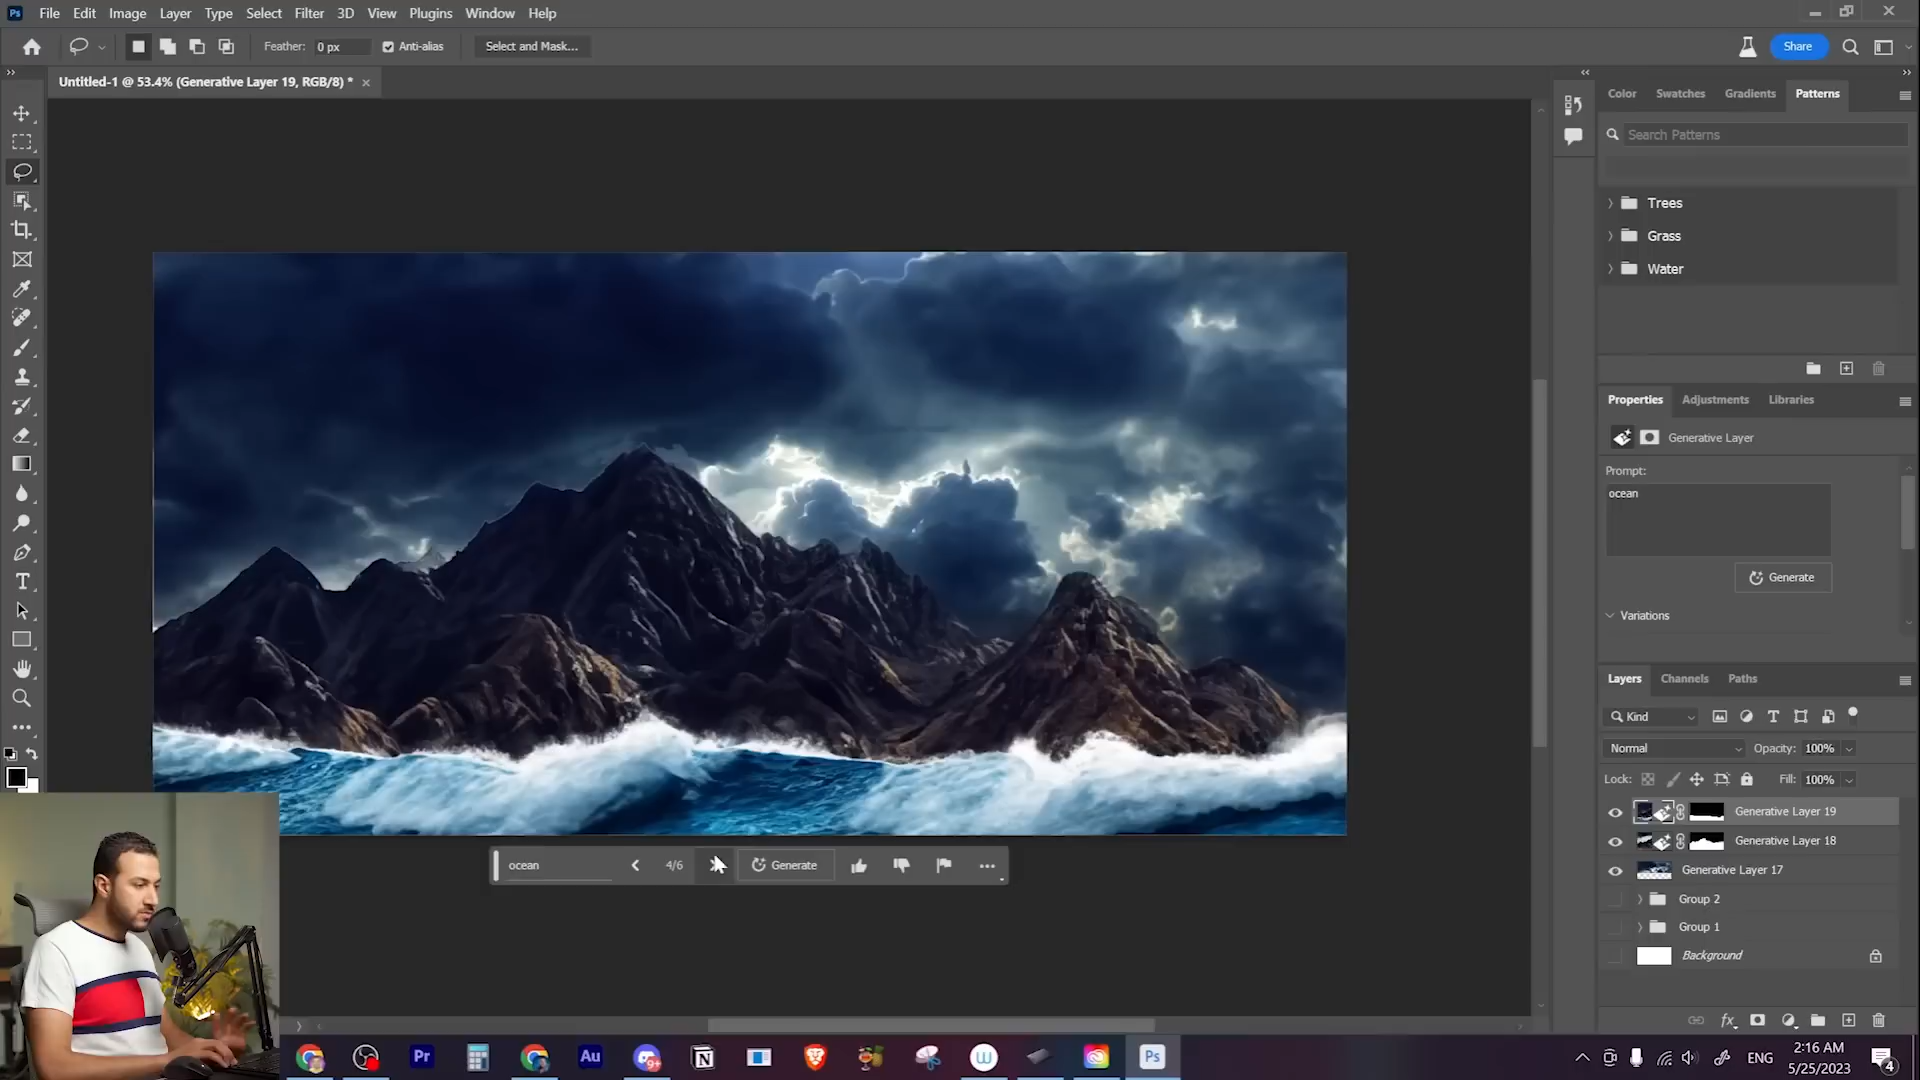 Ps File Edit Image Layer Type Select Filter 3D View Plugins Window Help
Feather: 0 px Anti-alias Select and Mask... Share
Untitled-1 @ 53.4% (Generative Layer 19, RGB/8) *
Color Swatches Gradients Patterns
Search Patterns
Trees
Grass
Water
Properties Adjustments Libraries
Generative Layer
Prompt:
ocean
Generate
Variations
Layers Channels Paths
Kind
Normal Opacity: 100%
Lock: Fill: 100%
Generative Layer 19
Generative Layer 18
Generative Layer 17
Group 2
Group 1
Background
fx
ocean 4/6 Generate
Pr Au 9+ N W Ps
ENG 2:16 AM
5/25/2023 4